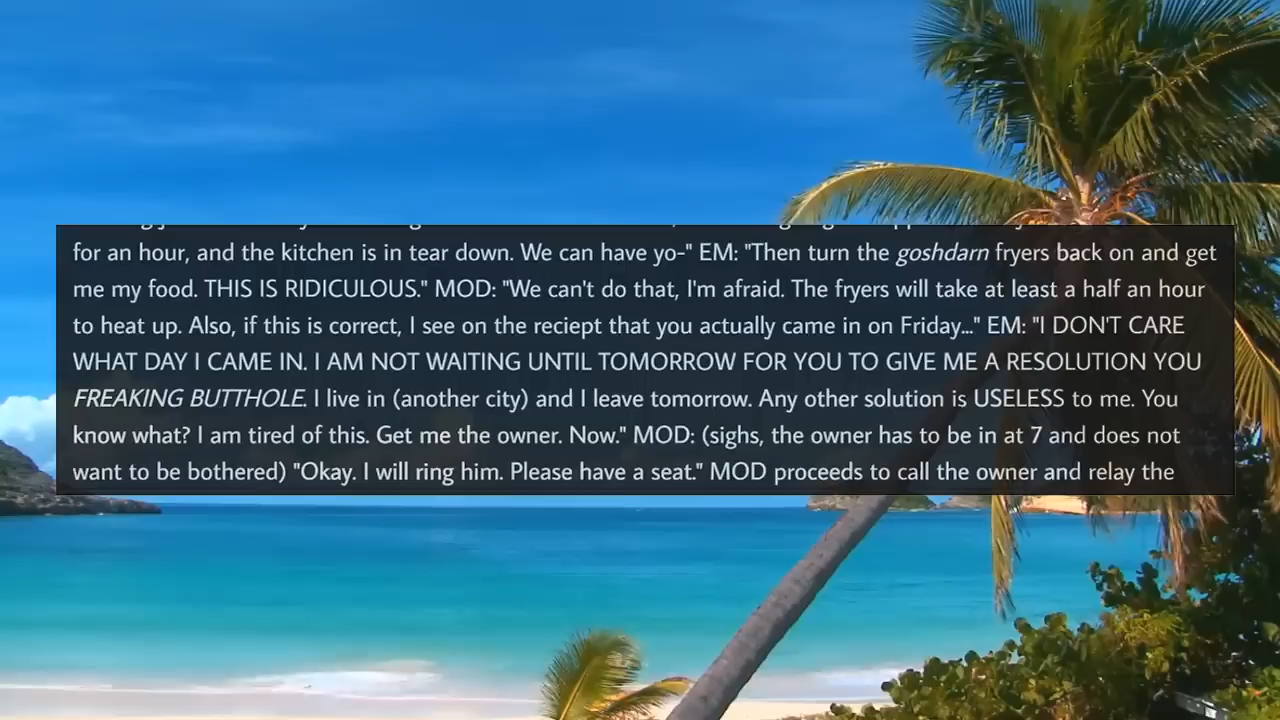 for an hour, and the kitchen is in tear down. We can have yo-" EM: "Then turn the goshdarn fryers back on and get
me my food. THIS IS RIDICULOUS." MOD: "We can't do that, I'm afraid. The fryers will take at least a half an hour
to heat up. Also, if this is correct, I see on the reciept that you actually came in on Friday..." EM: "I DON'T CARE
WHAT DAY I CAME IN. I AM NOT WAITING UNTIL TOMORROW FOR YOU TO GIVE ME A RESOLUTION YOU
FREAKING BUTTHOLE. I live in (another city) and I leave tomorrow. Any other solution is USELESS to me. You
know what? I am tired of this. Get me the owner. Now." MOD: (sighs, the owner has to be in at 7 and does not
want to be bothered) "Okay. I will ring him. Please have a seat." MOD proceeds to call the owner and relay the